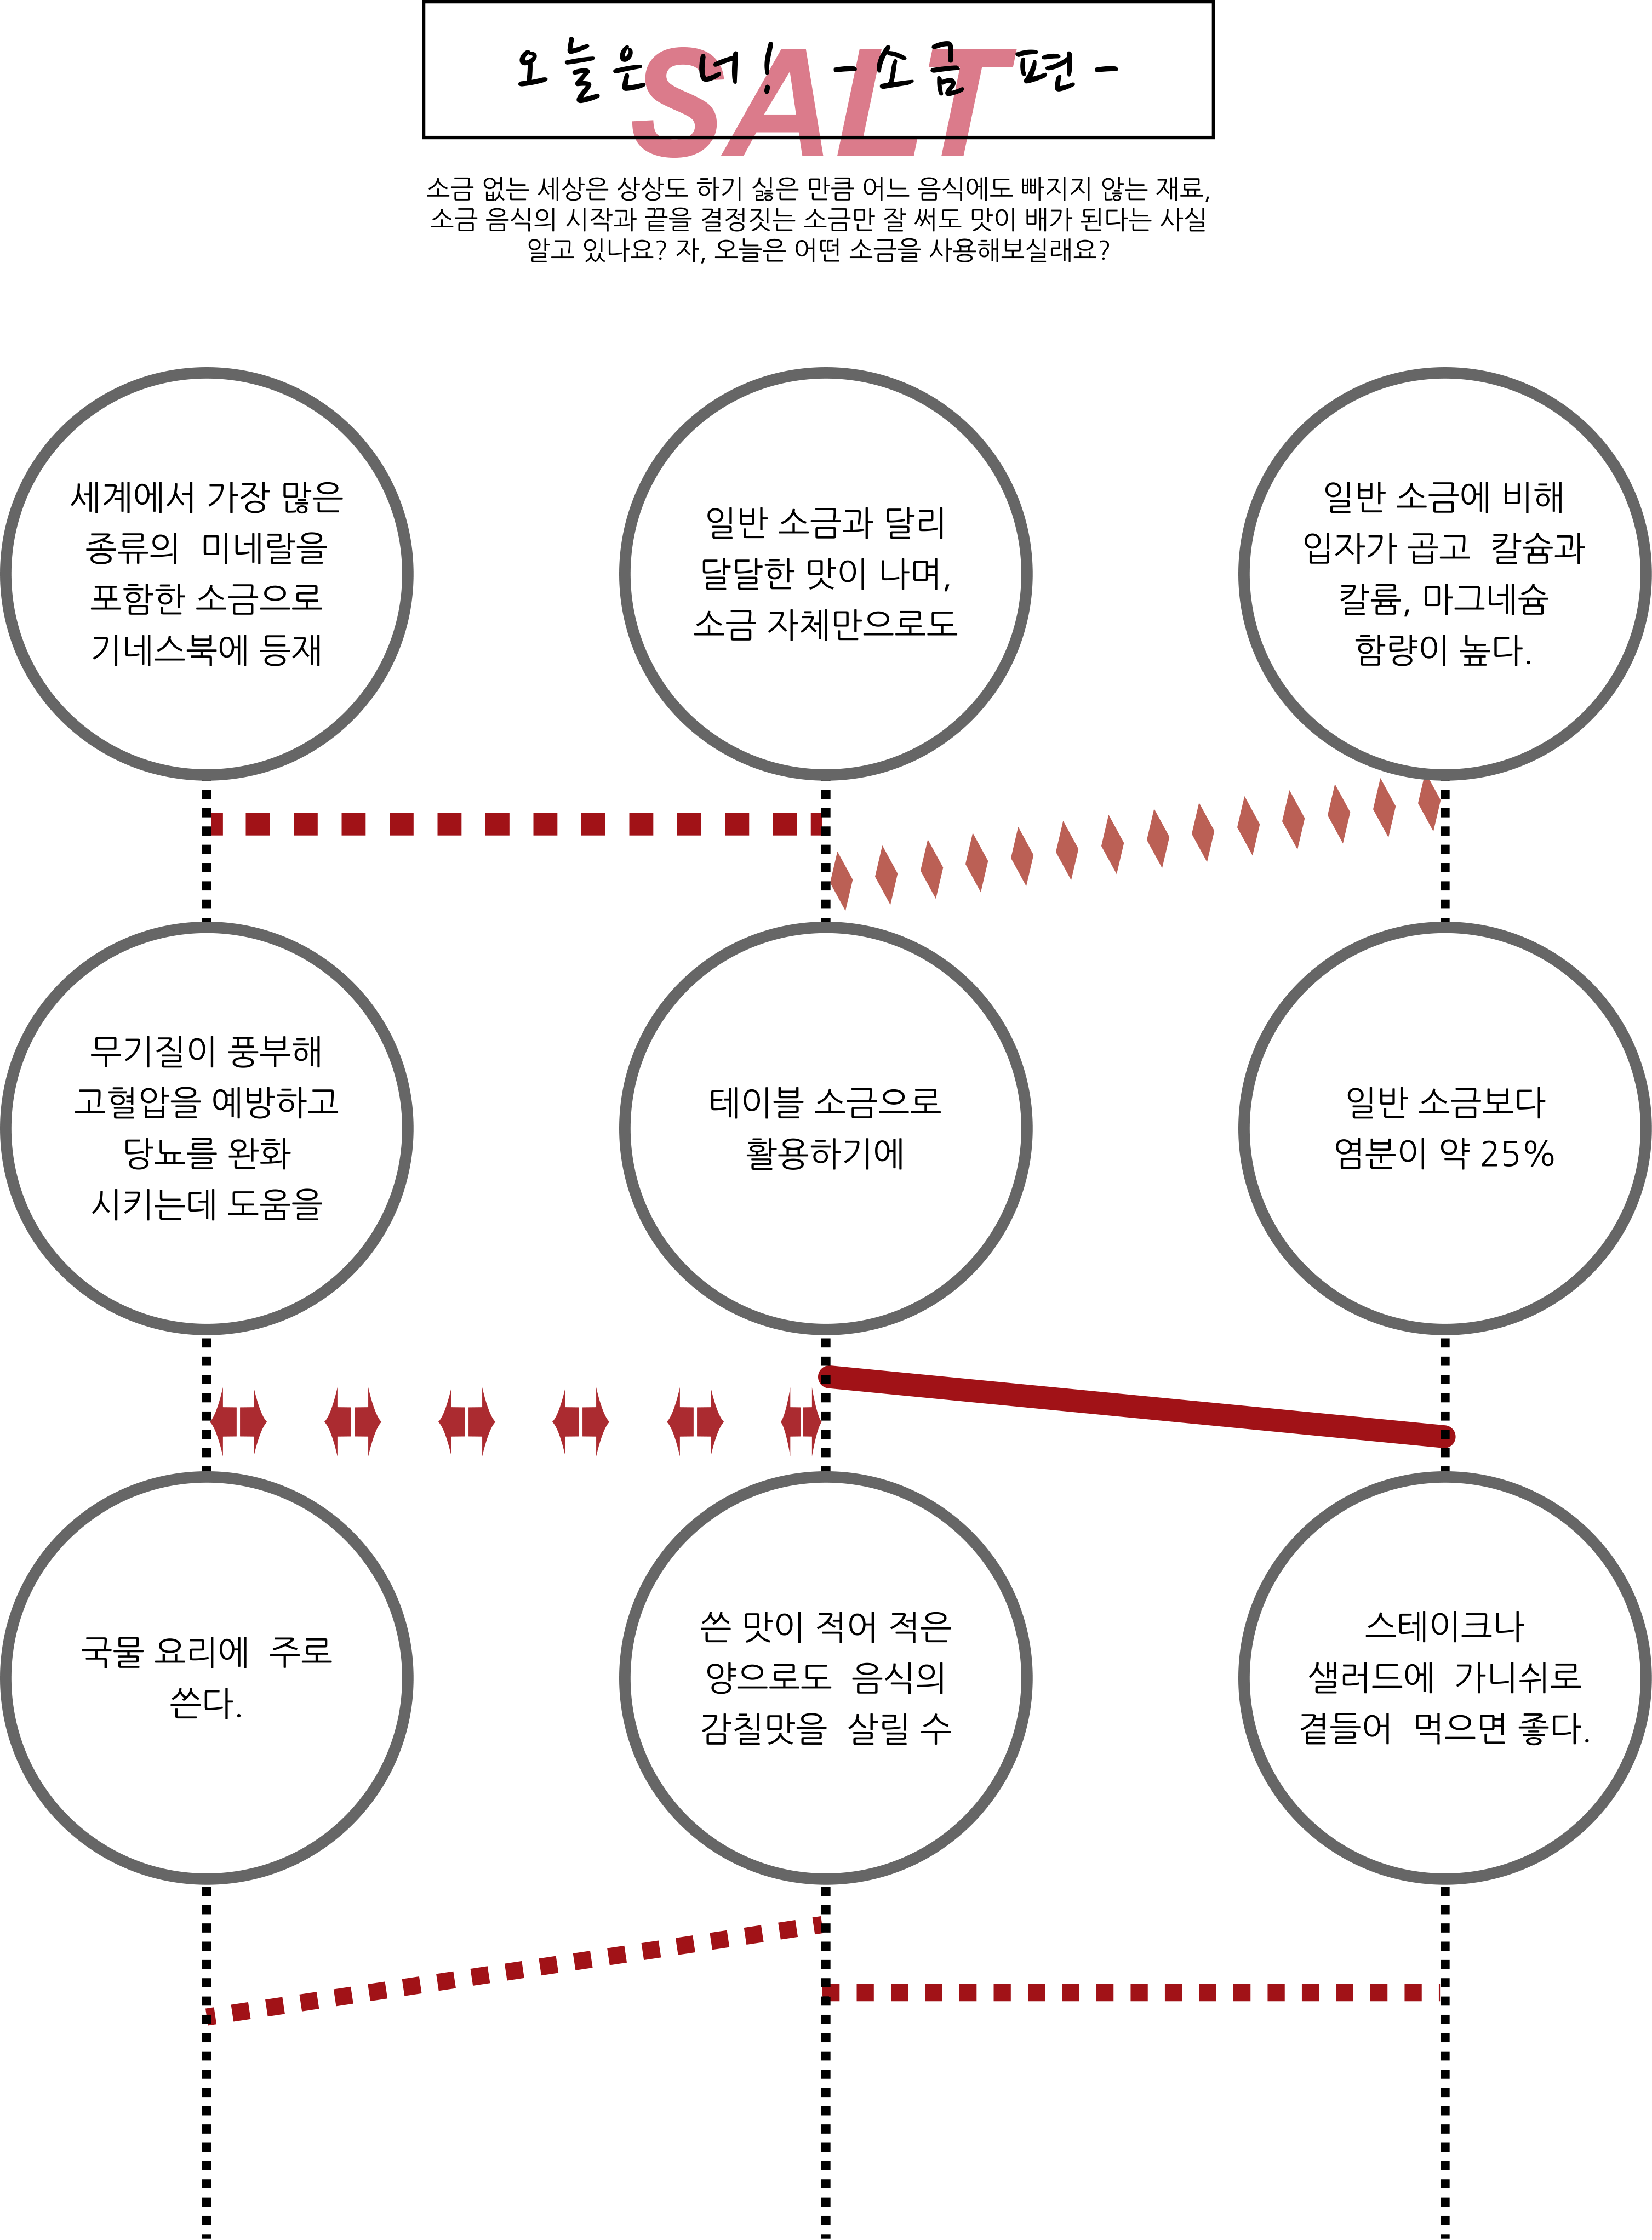 SALT
오늘은 너! -소금 편-
소금 없는 세상은 상상도 하기 싫은 만큼 어느 음식에도 빠지지 않는 재료,
소금 음식의 시작과 끝을 결정짓는 소금만 잘 써도 맛이 배가 된다는 사실
알고 있나요? 자, 오늘은 어떤 소금을 사용해보실래요?
세계에서 가장 많은
종류의 미네랄을
포함한 소금으로
기네스북에 등재
일반 소금과 달리
달달한 맛이 나며,
소금 자체만으로도
일반 소금에 비해
입자가 곱고 칼슘과
칼륨, 마그네슘
함량이 높다.
무기질이 풍부해
고혈압을 예방하고
당뇨를 완화
시키는데 도움을
테이블 소금으로
활용하기에
일반 소금보다
염분이 약 25%
국물 요리에 주로
쓴다.
쓴 맛이 적어 적은
양으로도 음식의
감칠맛을 살릴 수
스테이크나
샐러드에 가니쉬로
곁들어 먹으면 좋다.